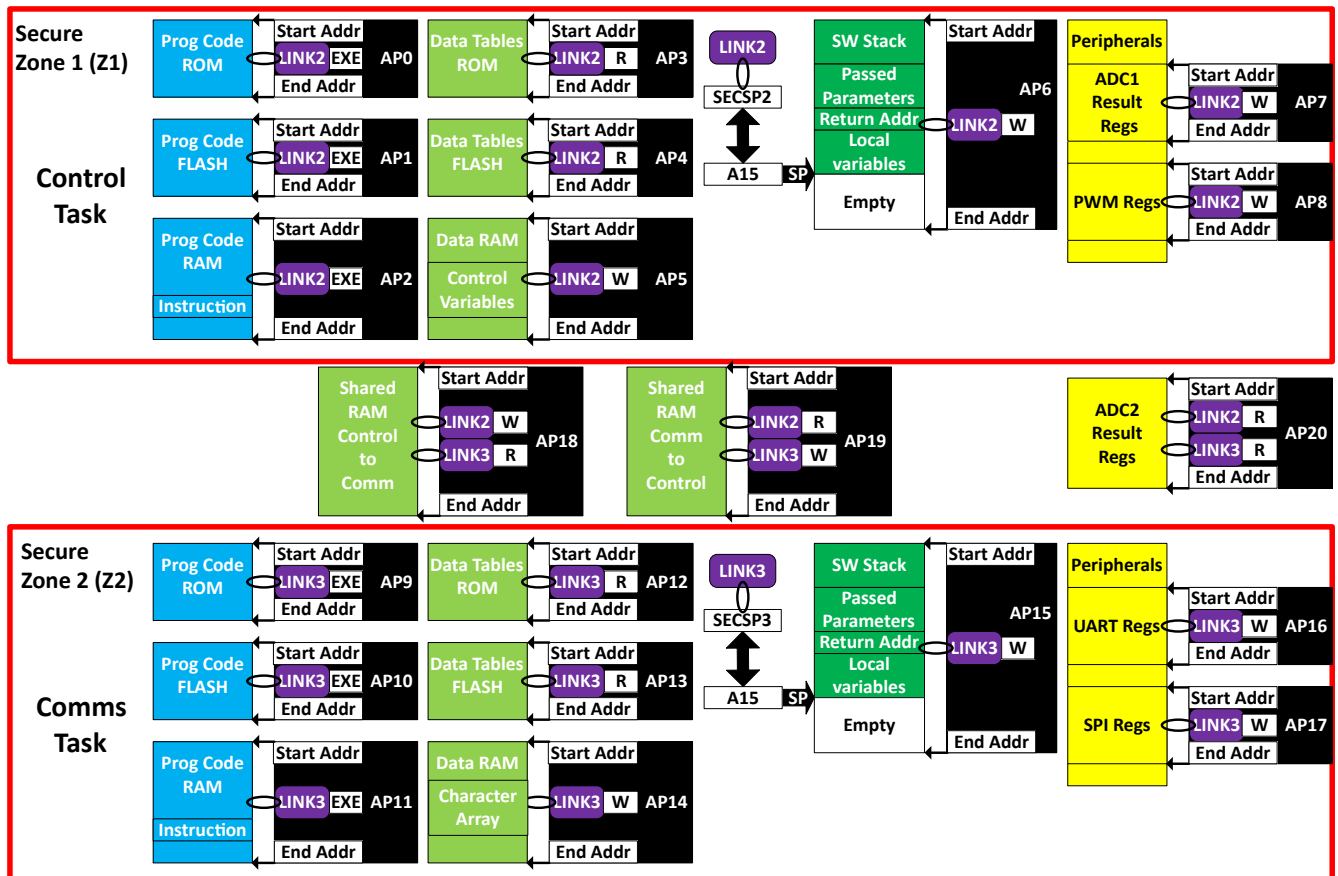 Secure
Zone 1 (Z1)
Control
Task
Prog Code
ROM
Start Addr
LINK2 EXE
End Addr
AP0
Data Tables
ROM
Start Addr
LINK2 R
End Addr
AP3
Prog Code
FLASH
Start Addr
LINK2 EXE
End Addr
AP1
Data Tables
FLASH
Start Addr
LINK2 R
End Addr
AP4
Prog Code
RAM
Instruction
Start Addr
LINK2 EXE
End Addr
AP2
Data RAM
Control
Variables
Start Addr
LINK2 W
End Addr
AP5
LINK2
SECSP2
A15
SP
SW Stack
Passed
Parameters
Return Addr
Local
variables
Empty
Start Addr
LINK2 W
End Addr
AP6
Peripherals
ADC1
Result
Regs
Start Addr
LINK2 W
End Addr
AP7
PWM Regs
Start Addr
LINK2 W
End Addr
AP8
Shared
RAM
Control
to
Comm
Start Addr
LINK2 W
LINK3 R
End Addr
AP18
Shared
RAM
Comm
to
Control
Start Addr
LINK2 R
LINK3 W
End Addr
AP19
ADC2
Result
Regs
Start Addr
LINK2 R
LINK3 R
End Addr
AP20
Secure
Zone 2 (Z2)
Comms
Task
Prog Code
ROM
Start Addr
LINK3 EXE
End Addr
AP9
Data Tables
ROM
Start Addr
LINK3 R
End Addr
AP12
Prog Code
FLASH
Start Addr
LINK3 EXE
End Addr
AP10
Data Tables
FLASH
Start Addr
LINK3 R
End Addr
AP13
Prog Code
RAM
Instruction
Start Addr
LINK3 EXE
End Addr
AP11
Data RAM
Character
Array
Start Addr
LINK3 W
End Addr
AP14
LINK3
SECSP3
A15
SP
SW Stack
Passed
Parameters
Return Addr
Local
variables
Empty
Start Addr
LINK3 W
End Addr
AP15
Peripherals
UART Regs
Start Addr
LINK3 W
End Addr
AP16
SPI Regs
Start Addr
LINK3 W
End Addr
AP17